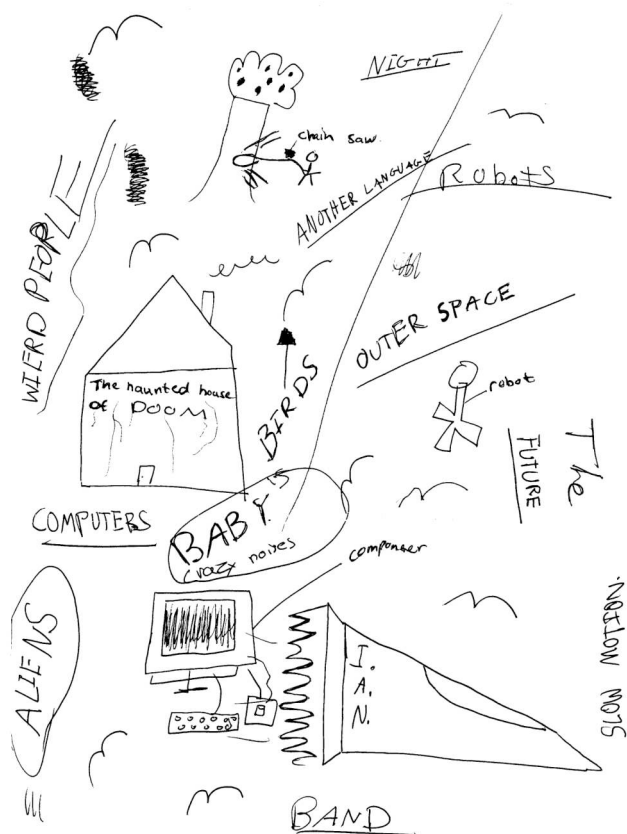 NIGHT
chain saw.
ANOTHER LANGUAGE
Robots
WIERD PEOPLE
OUTER SPACE
The haunted house
of DOOM
BIRDS
robot
The
FUTURE
COMPUTERS
BABY'S
crazy noises
componter
ALIENS
I.
A.
N.
SLOW MOTION.
BAND